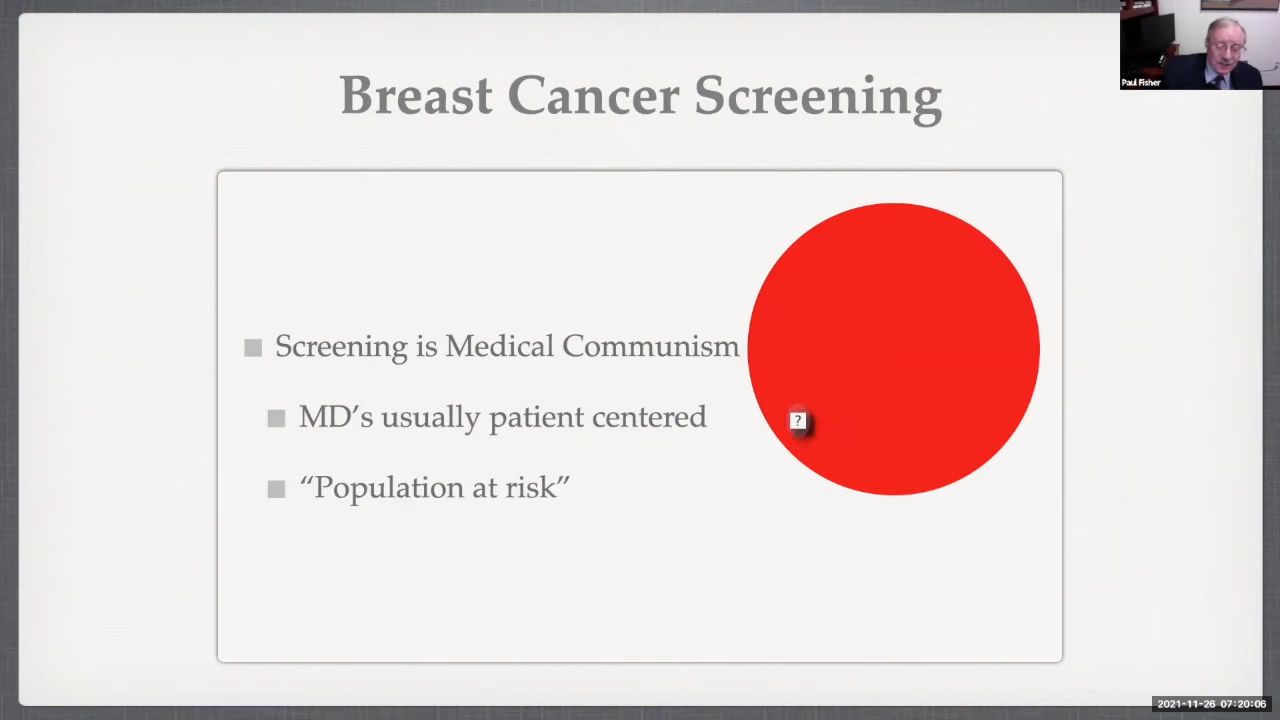 Breast Cancer Screening
Paul Fisher
Screening is Medical Communism
MD’s usually patient centered
?
“Population at risk”
2021-11-26 07:20:06